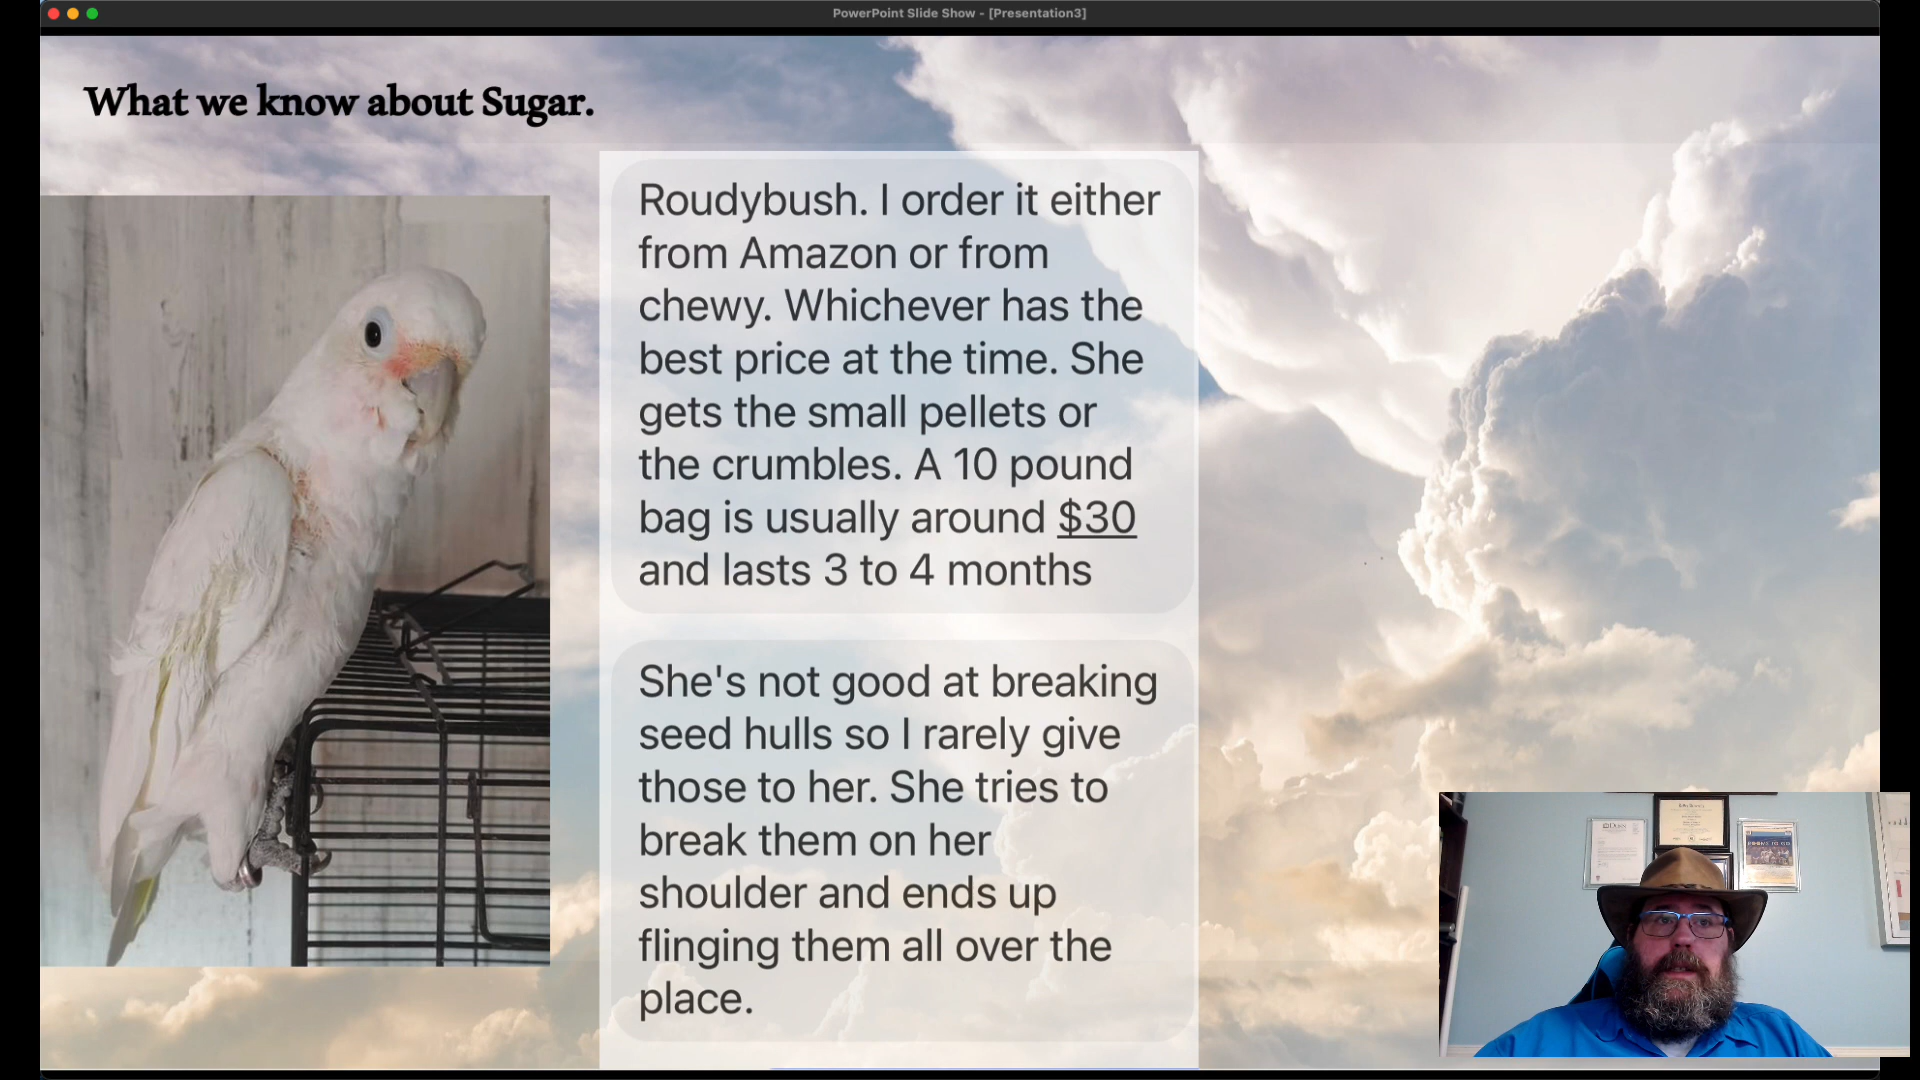 PowerPoint Slide Show - [Presentation3]
What we know about Sugar.
Roudybush. I order it either
from Amazon or from
chewy. Whichever has the
best price at the time. She
gets the small pellets or
the crumbles. A 10 pound
bag is usually around $30
and lasts 3 to 4 months
She's not good at breaking
seed hulls so I rarely give
those to her. She tries to
break them on her
shoulder and ends up
flinging them all over the
place.